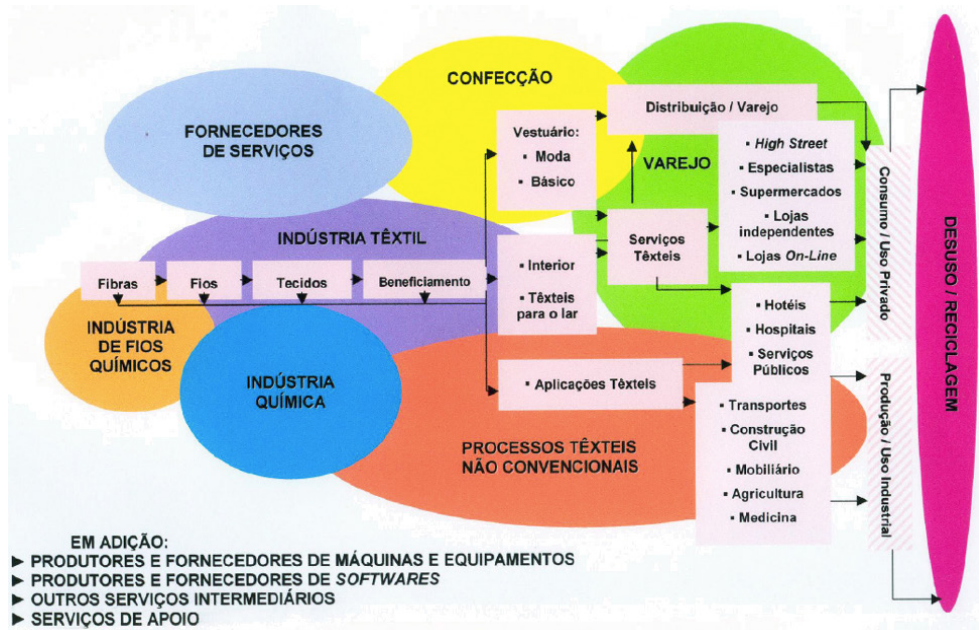 CONFECÇÃO
FORNECEDORES
DE SERVIÇOS
Distribuição / Varejo
Vestuário:
▪ Moda
▪ Básico
VAREJO
▪ High Street
▪ Especialistas
▪ Supermercados
▪ Lojas
independentes
▪ Lojas On-Line
INDÚSTRIA TÊXTIL
Serviços
Têxteis
Fibras
Fios
Tecidos
Beneficiamento
▪ Interior
▪ Têxteis
para o lar
▪ Hotéis
▪ Hospitais
▪ Serviços
Públicos
INDÚSTRIA
DE FIOS
QUÍMICOS
INDÚSTRIA
QUÍMICA
▪ Aplicações Têxteis
▪ Transportes
▪ Construção
Civil
▪ Mobiliário
▪ Agricultura
▪ Medicina
PROCESSOS TÊXTEIS
NÃO CONVENCIONAIS
Consumo / Uso Privado
Produção / Uso Industrial
DESUSO / RECICLAGEM
EM ADIÇÃO:
► PRODUTORES E FORNECEDORES DE MÁQUINAS E EQUIPAMENTOS
► PRODUTORES E FORNECEDORES DE SOFTWARES
► OUTROS SERVIÇOS INTERMEDIÁRIOS
► SERVIÇOS DE APOIO